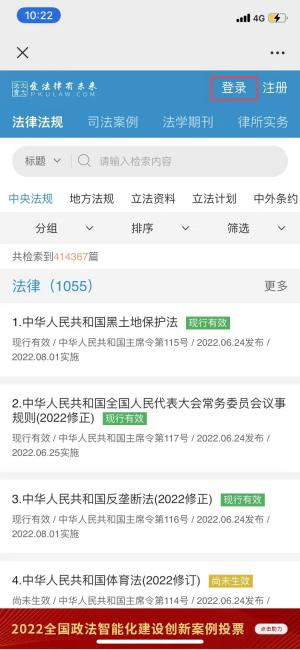 10:22
4G
北大法宝 爱法律有未来
PKULAW.COM
登录 注册
法律法规 司法案例 法学期刊 律所实务
标题 请输入检索内容
中央法规 地方法规 立法资料 立法计划 中外条约
分组 排序 筛选
共检索到414367篇
法律（1055） 更多
1.中华人民共和国黑土地保护法 现行有效
现行有效 / 中华人民共和国主席令第115号 / 2022.06.24发布 /
2022.08.01实施
2.中华人民共和国全国人民代表大会常务委员会议事
规则(2022修正) 现行有效
现行有效 / 中华人民共和国主席令第117号 / 2022.06.24发布 /
2022.06.25实施
3.中华人民共和国反垄断法(2022修正) 现行有效
现行有效 / 中华人民共和国主席令第116号 / 2022.06.24发布 /
2022.08.01实施
4.中华人民共和国体育法(2022修订) 尚未生效
尚未生效 / 中华人民共和国主席令第114号 / 2022.06.24发布 /
2022全国政法智能化建设创新案例投票 点击助力